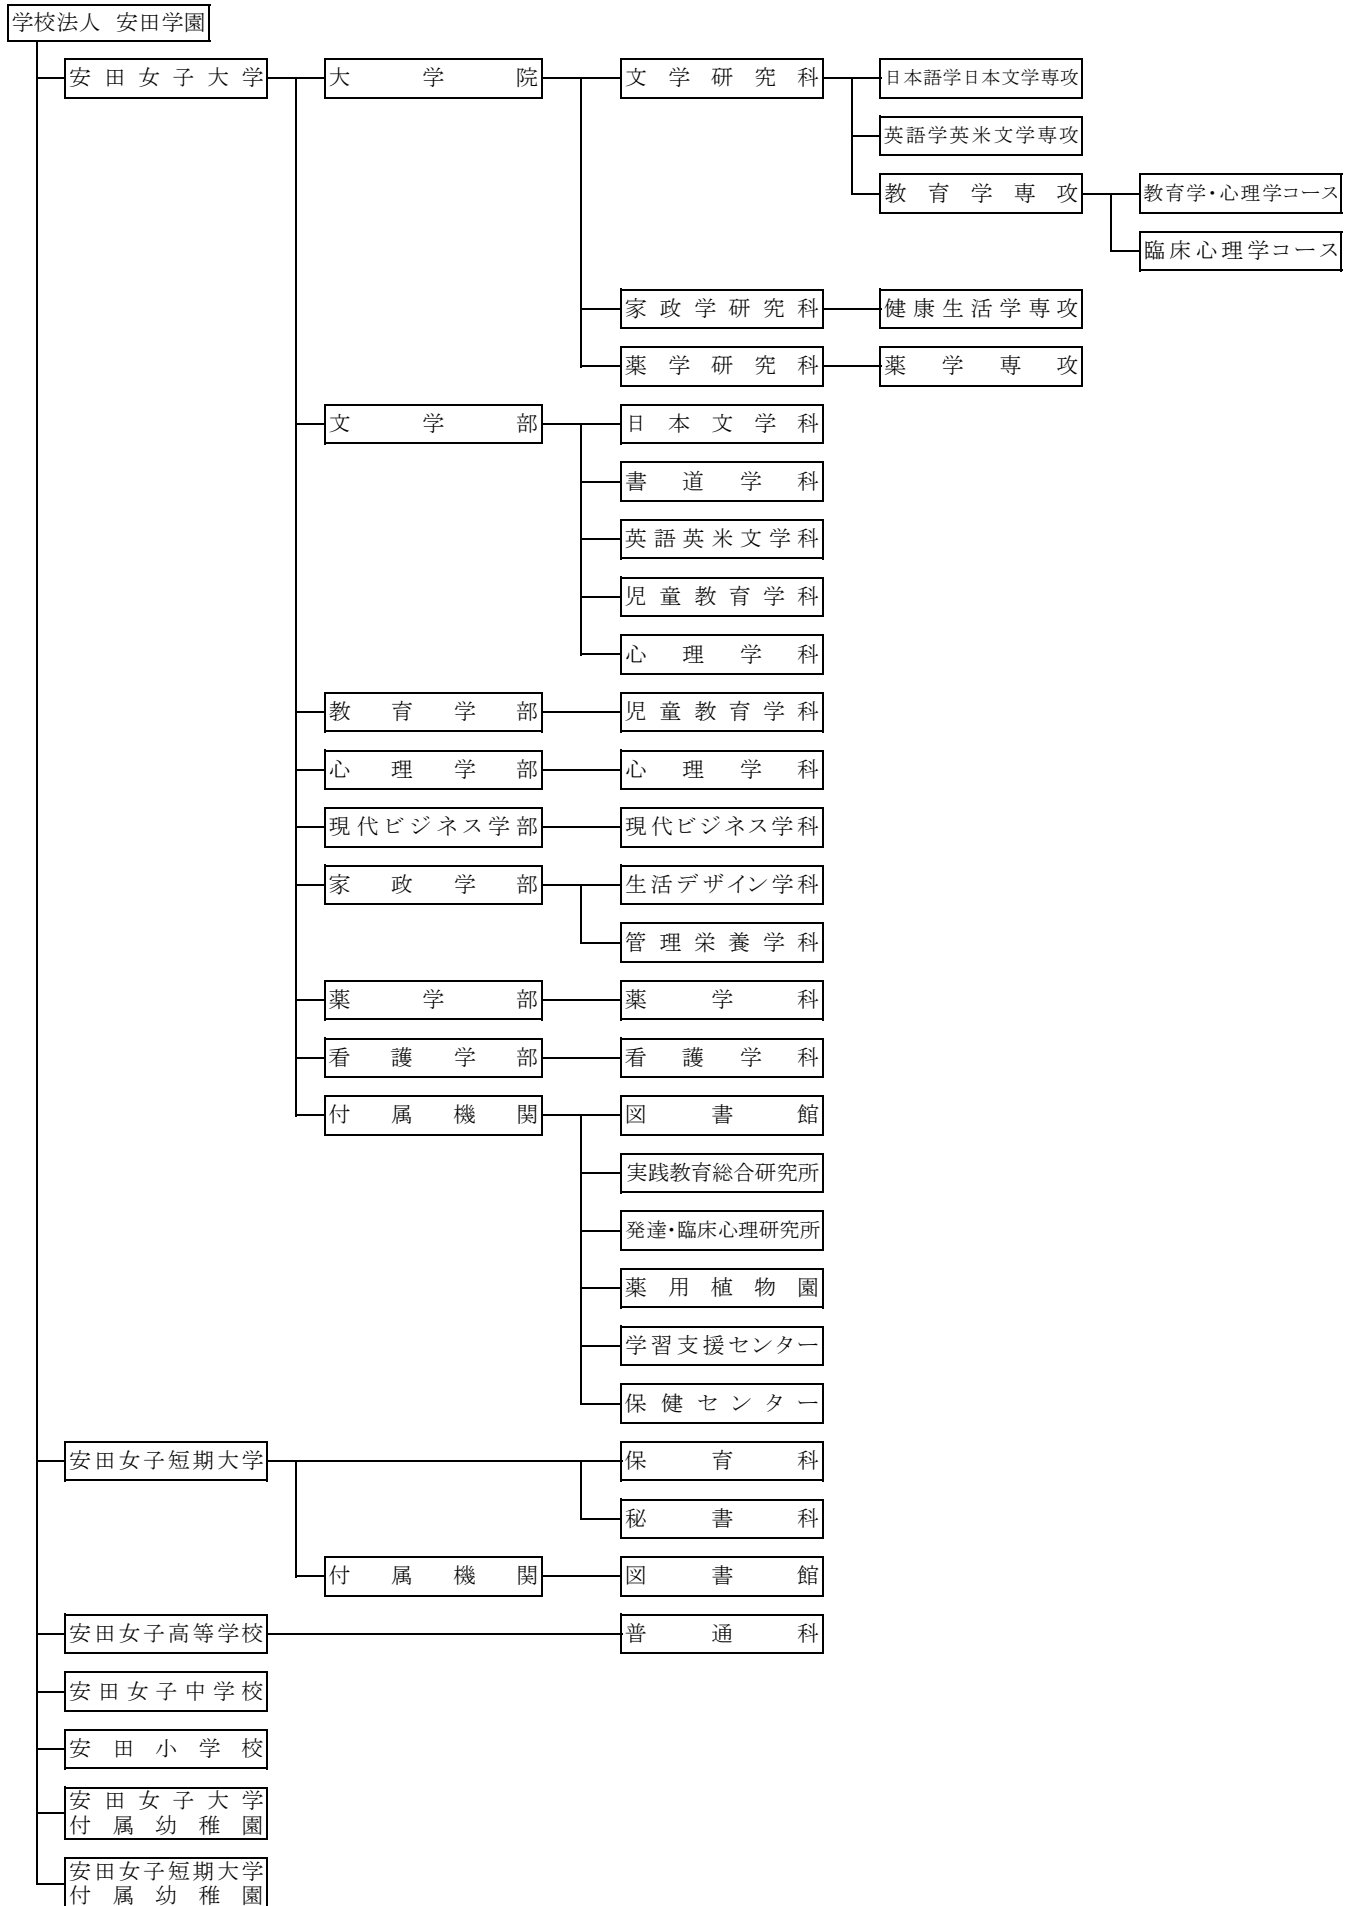 学校法人 安田学園
安田女子大学
大学院
文学研究科
日本語学日本文学専攻
英語学英米文学専攻
教育学専攻
教育学・心理学コース
臨床心理学コース
家政学研究科
健康生活学専攻
薬学研究科
薬学専攻
文学部
日本文学科
書道学科
英語英米文学科
児童教育学科
心理学科
教育学部
児童教育学科
心理学部
心理学科
現代ビジネス学部
現代ビジネス学科
家政学部
生活デザイン学科
管理栄養学科
薬学部
薬学科
看護学部
看護学科
付属機関
図書館
実践教育総合研究所
発達・臨床心理研究所
薬用植物園
学習支援センター
保健センター
安田女子短期大学
保育科
秘書科
付属機関
図書館
安田女子高等学校
普通科
安田女子中学校
安田小学校
安田女子大学
付属幼稚園
安田女子短期大学
付属幼稚園